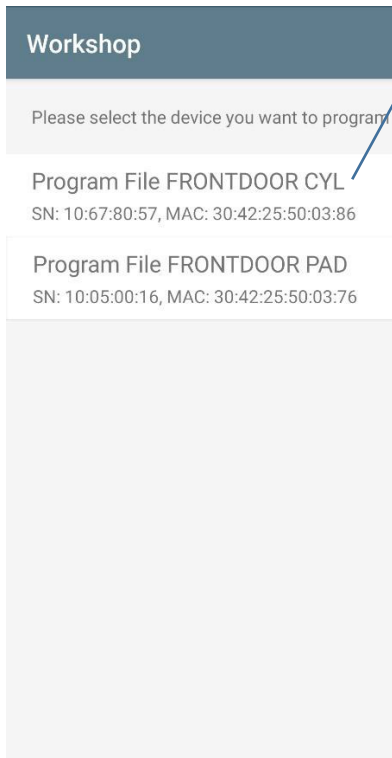 Workshop
Please select the device you want to program
Program File FRONTDOOR CYL
SN: 10:67:80:57, MAC: 30:42:25:50:03:86
Program File FRONTDOOR PAD
SN: 10:05:00:16, MAC: 30:42:25:50:03:76